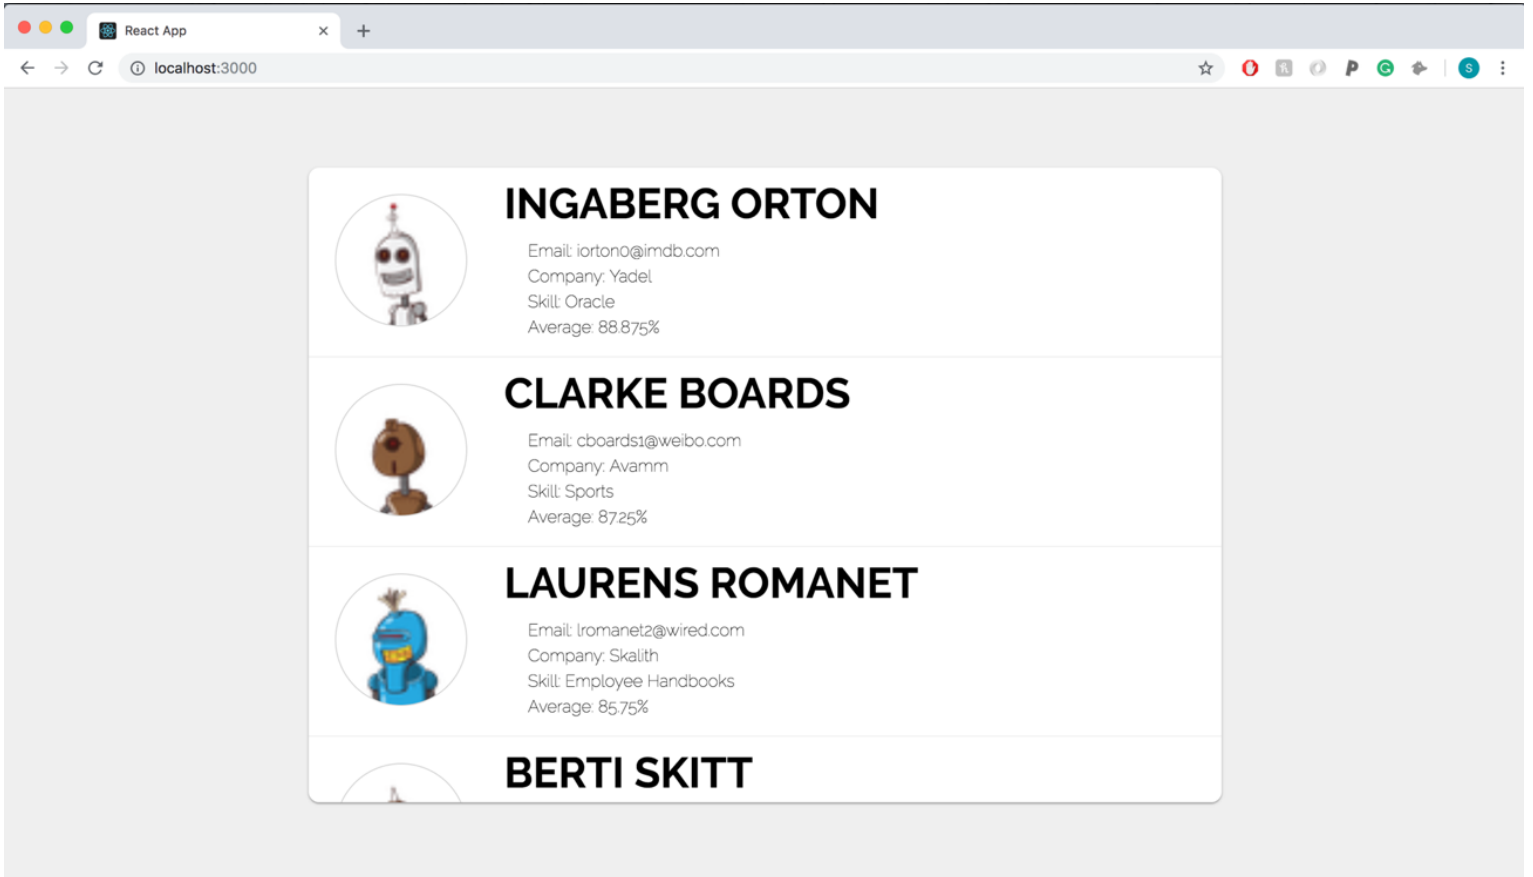 React App
localhost:3000
S
INGABERG ORTON
Email: iorton0@imdb.com
Company: Yadel
Skill: Oracle
Average: 88.875%
CLARKE BOARDS
Email: cboards1@weibo.com
Company: Avamm
Skill: Sports
Average: 87.25%
LAURENS ROMANET
Email: lromanet2@wired.com
Company: Skalith
Skill: Employee Handbooks
Average: 85.75%
BERTI SKITT